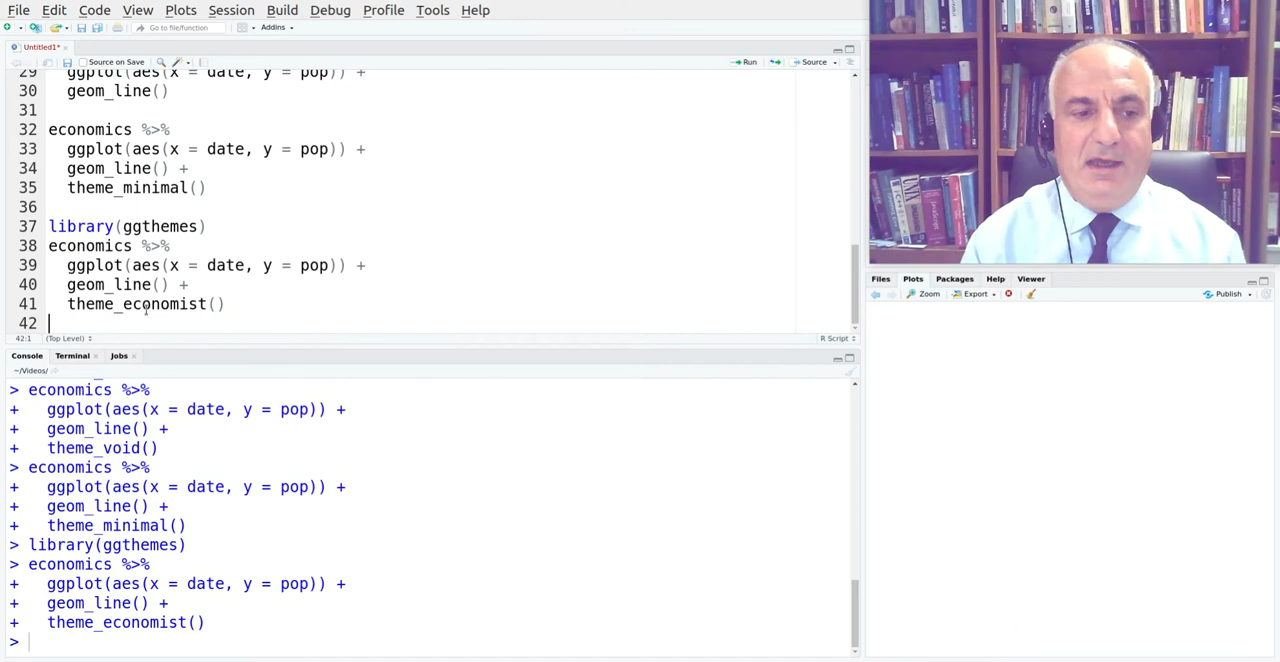 File Edit Code View Plots Session Build Debug Profile Tools Help
Go to file/function Addins
Untitled1*
Source on Save Run Source
29 ggplot(aes(x = date, y = pop)) +
30 geom_line()
31
32 economics %>%
33 ggplot(aes(x = date, y = pop)) +
34 geom_line() +
35 theme_minimal()
36
37 library(ggthemes)
38 economics %>%
39 ggplot(aes(x = date, y = pop)) +
40 geom_line() +
41 theme_economist()
42
42:1 (Top Level) R Script
Console Terminal Jobs
~/Videos/
> economics %>%
+ ggplot(aes(x = date, y = pop)) +
+ geom_line() +
+ theme_void()
> economics %>%
+ ggplot(aes(x = date, y = pop)) +
+ geom_line() +
+ theme_minimal()
> library(ggthemes)
> economics %>%
+ ggplot(aes(x = date, y = pop)) +
+ geom_line() +
+ theme_economist()
>
UNIX
JavaScript
Files Plots Packages Help Viewer
Zoom Export Publish